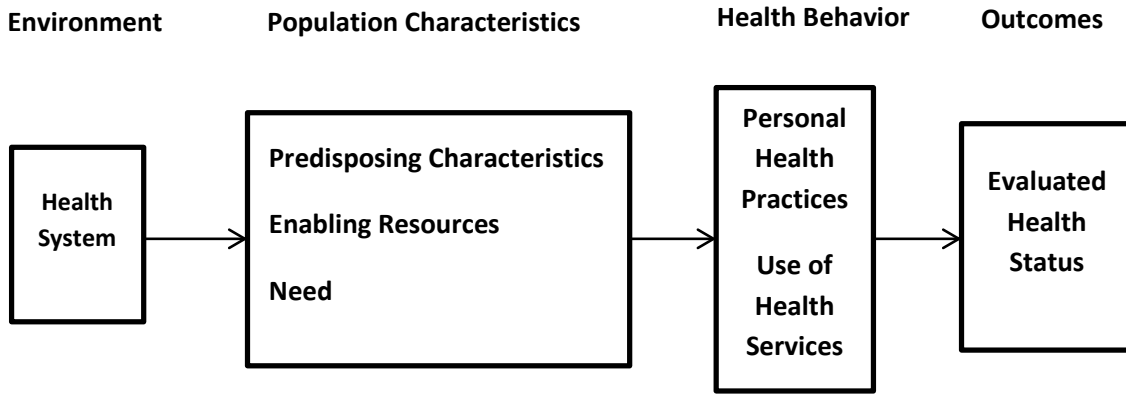 Environment
Population Characteristics
Health Behavior
Outcomes
Health
System
Predisposing Characteristics
Enabling Resources
Need
Personal
Health
Practices
Use of
Health
Services
Evaluated
Health
Status